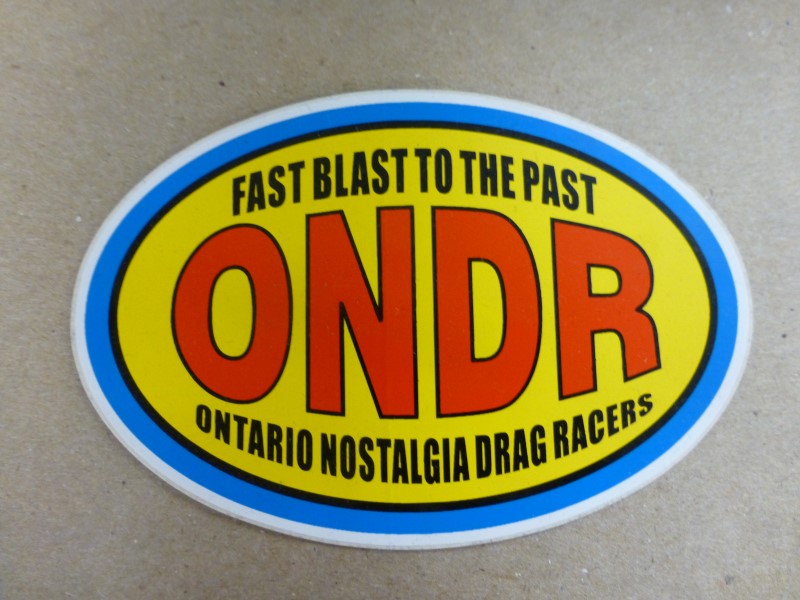 FAST BLAST TO THE PAST
ONDR
ONTARIO NOSTALGIA DRAG RACERS